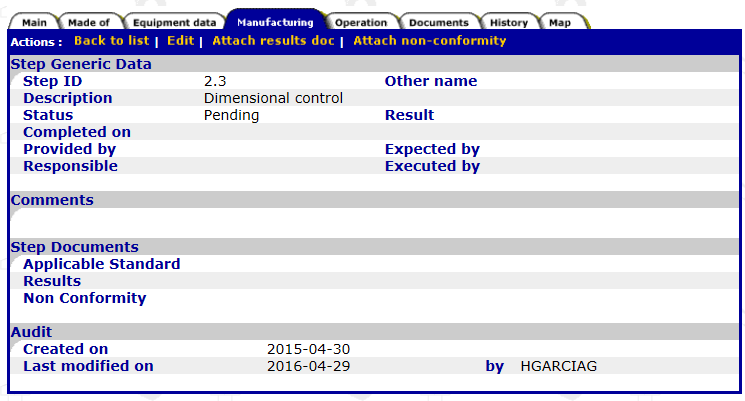 Main Made of Equipment data Manufacturing Operation Documents History Map
Actions : Back to list | Edit | Attach results doc | Attach non-conformity
Step Generic Data
Step ID 2.3 Other name
Description Dimensional control
Status Pending Result
Completed on
Provided by Expected by
Responsible Executed by
Comments
Step Documents
Applicable Standard
Results
Non Conformity
Audit
Created on 2015-04-30
Last modified on 2016-04-29 by HGARCIAG